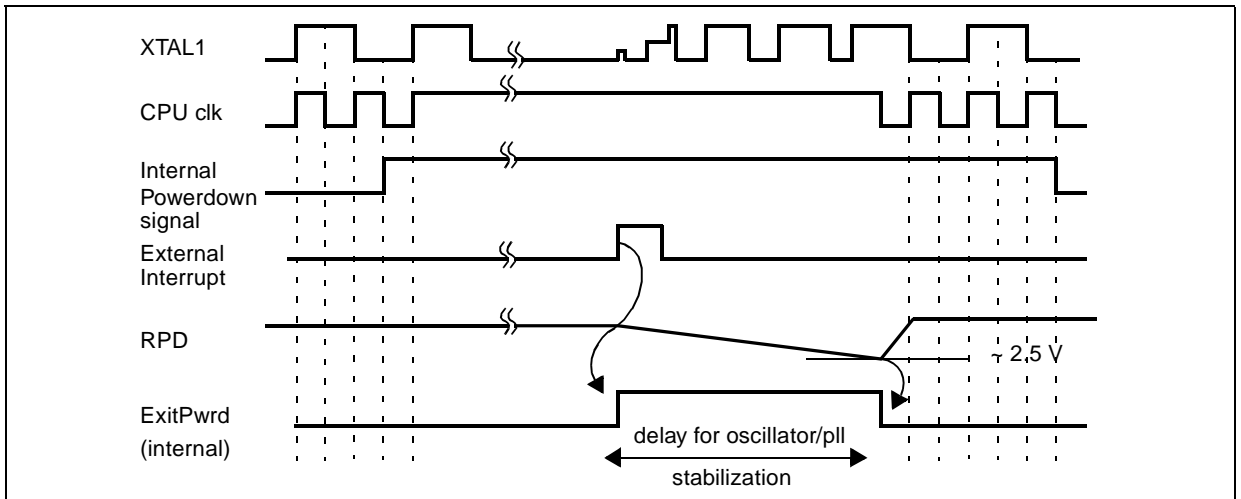 XTAL1
CPU clk
Internal
Powerdown
signal
External
Interrupt
RPD
~ 2.5 V
ExitPwrd
(internal)
delay for oscillator/pll
stabilization